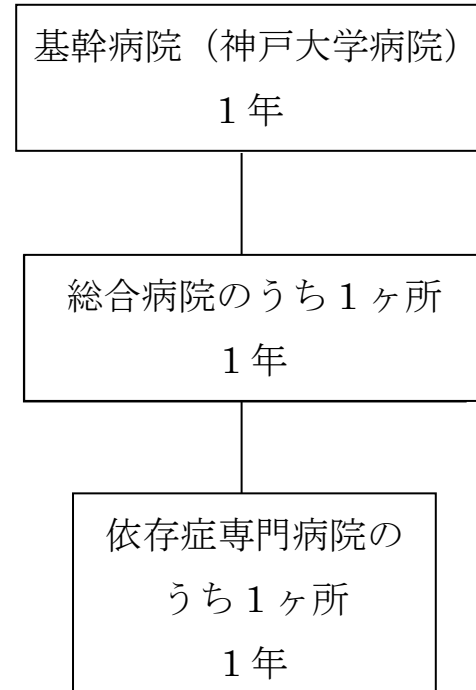 基幹病院（神戸大学病院）
1 年
総合病院のうち 1 ヶ所
1 年
依存症専門病院の
うち 1 ヶ所
1 年